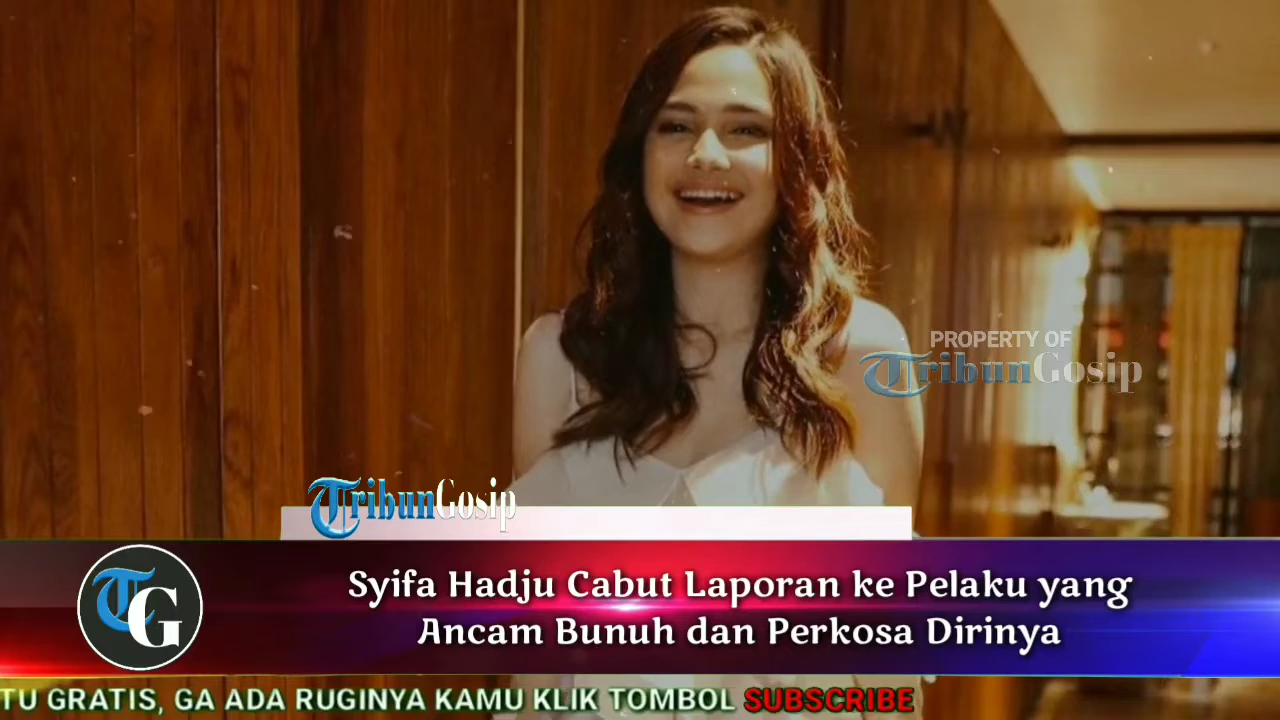 PROPERTY OF
TribunGosip
TribunGosip
TG
Syifa Hadju Cabut Laporan ke Pelaku yang
Ancam Bunuh dan Perkosa Dirinya
TU GRATIS, GA ADA RUGINYA KAMU KLIK TOMBOL SUBSCRIBE